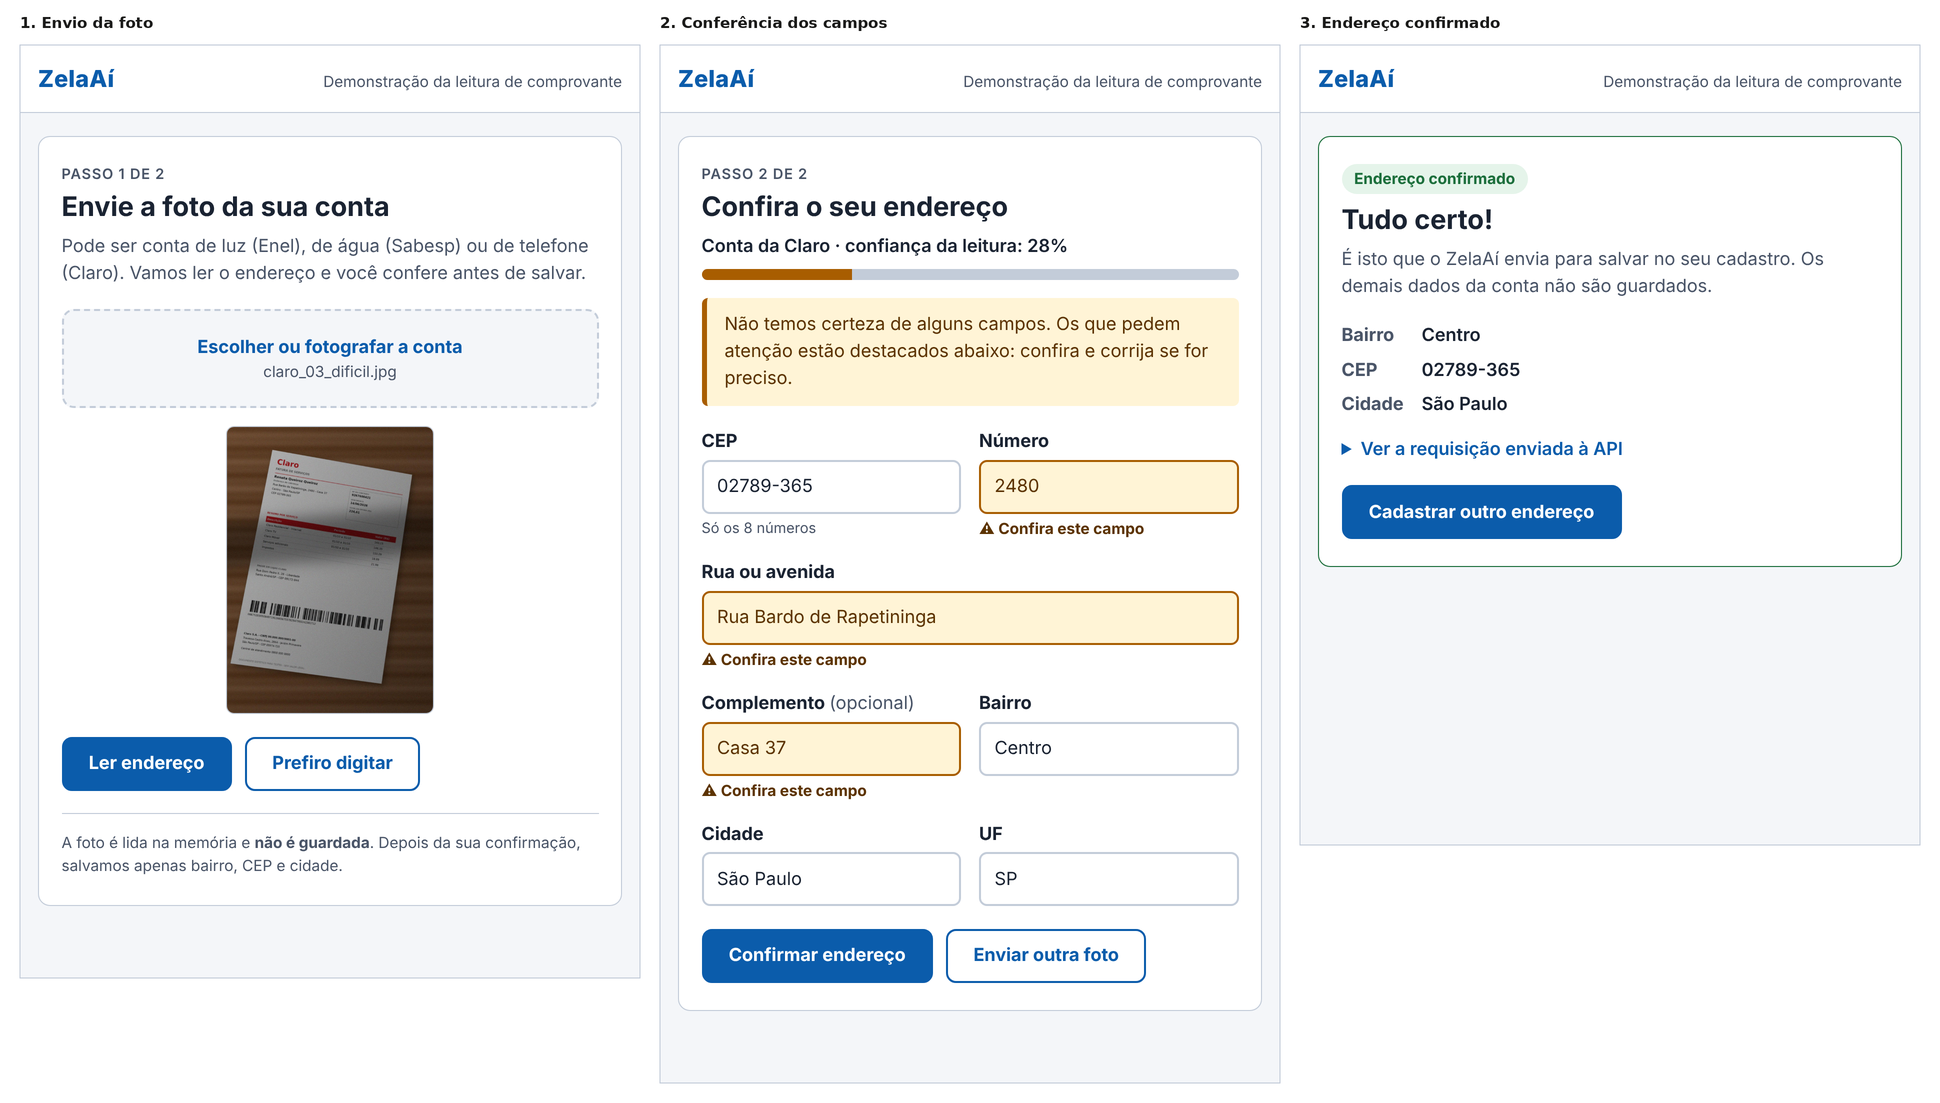 1. Envio da foto
ZelaAí
Demonstração da leitura de comprovante
PASSO 1 DE 2
Envie a foto da sua conta
Pode ser conta de luz (Enel), de água (Sabesp) ou de telefone
(Claro). Vamos ler o endereço e você confere antes de salvar.
Escolher ou fotografar a conta
claro_03_dificil.jpg
Claro
Ler endereço
Prefiro digitar
A foto é lida na memória e não é guardada. Depois da sua confirmação,
salvamos apenas bairro, CEP e cidade.
2. Conferência dos campos
ZelaAí
Demonstração da leitura de comprovante
PASSO 2 DE 2
Confira o seu endereço
Conta da Claro · confiança da leitura: 28%
Não temos certeza de alguns campos. Os que pedem
atenção estão destacados abaixo: confira e corrija se for
preciso.
CEP
Número
02789-365
2480
Só os 8 números
⚠ Confira este campo
Rua ou avenida
Rua Bardo de Rapetininga
⚠ Confira este campo
Complemento (opcional)
Bairro
Casa 37
Centro
⚠ Confira este campo
Cidade
UF
São Paulo
SP
Confirmar endereço
Enviar outra foto
3. Endereço confirmado
ZelaAí
Demonstração da leitura de comprovante
Endereço confirmado
Tudo certo!
É isto que o ZelaAí envia para salvar no seu cadastro. Os
demais dados da conta não são guardados.
Bairro Centro
CEP 02789-365
Cidade São Paulo
▶ Ver a requisição enviada à API
Cadastrar outro endereço